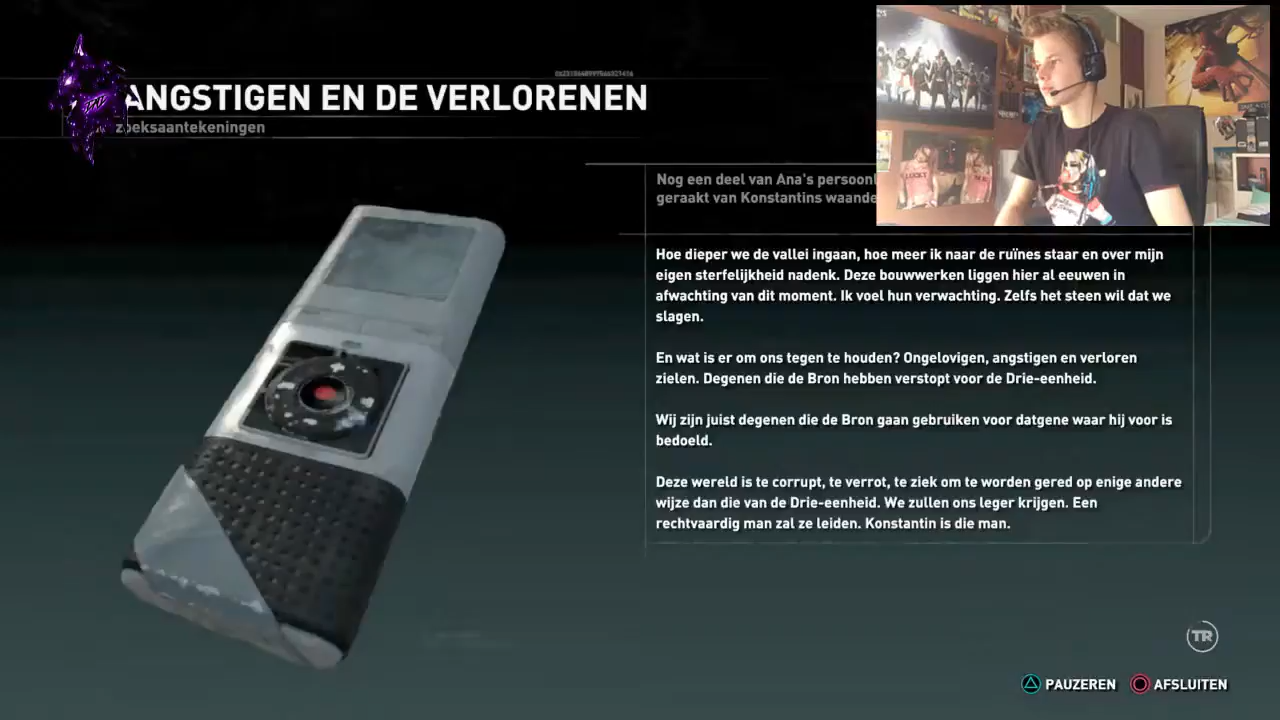 ANGSTIGEN EN DE VERLORENEN
zoeksaantekeningen
Nog een deel van Ana's persoonl
geraakt van Konstantins waande
Hoe dieper we de vallei ingaan, hoe meer ik naar de ruïnes staar en over mijn
eigen sterfelijkheid nadenk. Deze bouwwerken liggen hier al eeuwen in
afwachting van dit moment. Ik voel hun verwachting. Zelfs het steen wil dat we
slagen.
En wat is er om ons tegen te houden? Ongelovigen, angstigen en verloren
zielen. Degenen die de Bron hebben verstopt voor de Drie-eenheid.
Wij zijn juist degenen die de Bron gaan gebruiken voor datgene waar hij voor is
bedoeld.
Deze wereld is te corrupt, te verrot, te ziek om te worden gered op enige andere
wijze dan die van de Drie-eenheid. We zullen ons leger krijgen. Een
rechtvaardig man zal ze leiden. Konstantin is die man.
TR
PAUZEREN AFSLUITEN